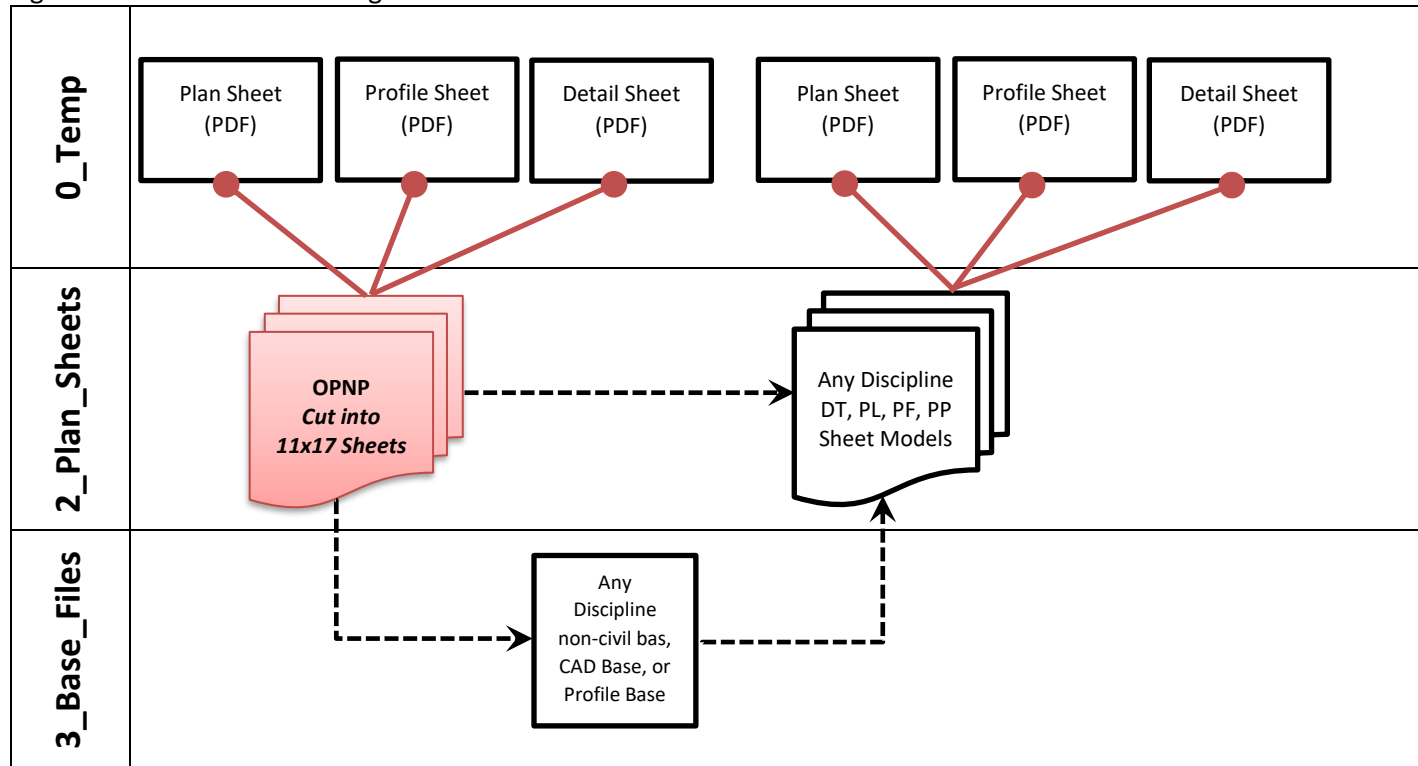 0_Temp
Plan Sheet
(PDF)
Profile Sheet
(PDF)
Detail Sheet
(PDF)
Plan Sheet
(PDF)
Profile Sheet
(PDF)
Detail Sheet
(PDF)
2_Plan_Sheets
OPNP
Cut into
11x17 Sheets
Any Discipline
DT, PL, PF, PP
Sheet Models
3_Base_Files
Any
Discipline
non-civil bas,
CAD Base, or
Profile Base